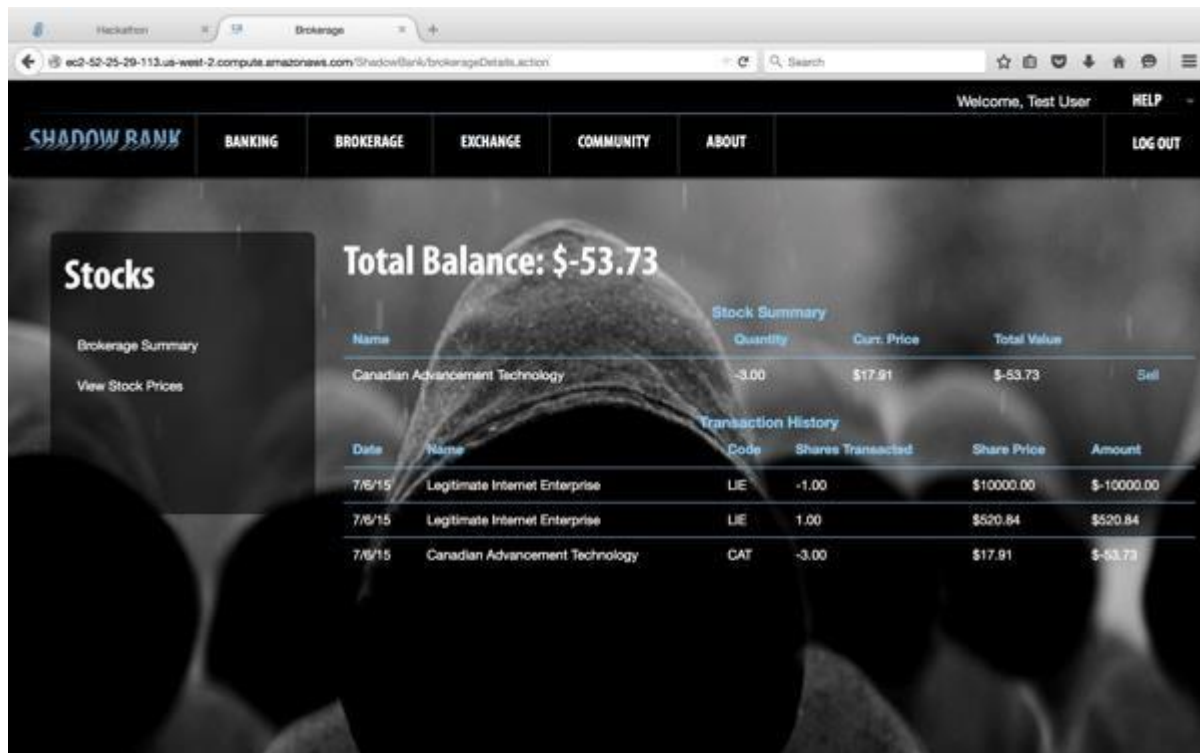 Hackathon Brokerage
ec2-52-25-29-113.us-west-2.compute.amazonaws.com/ShadowBank/brokerageDetails.action Search
Welcome, Test User HELP
SHADOW BANK BANKING BROKERAGE EXCHANGE COMMUNITY ABOUT LOG OUT
Stocks
Brokerage Summary
View Stock Prices
Total Balance: $-53.73
Stock Summary
Name Quantity Curr. Price Total Value
Canadian Advancement Technology -3.00 $17.91 $-53.73 Sell
Transaction History
Date Name Code Shares Transacted Share Price Amount
7/6/15 Legitimate Internet Enterprise LIE -1.00 $10000.00 $-10000.00
7/6/15 Legitimate Internet Enterprise LIE 1.00 $520.84 $520.84
7/6/15 Canadian Advancement Technology CAT -3.00 $17.91 $-53.73